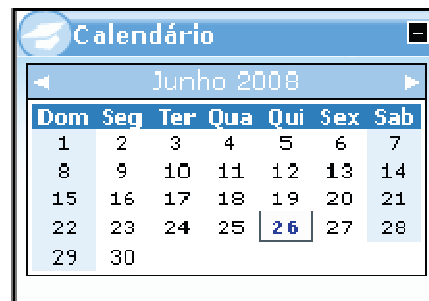 Calendário
Junho 2008
Dom Seg Ter Qua Qui Sex Sab
1 2 3 4 5 6 7
8 9 10 11 12 13 14
15 16 17 18 19 20 21
22 23 24 25 26 27 28
29 30